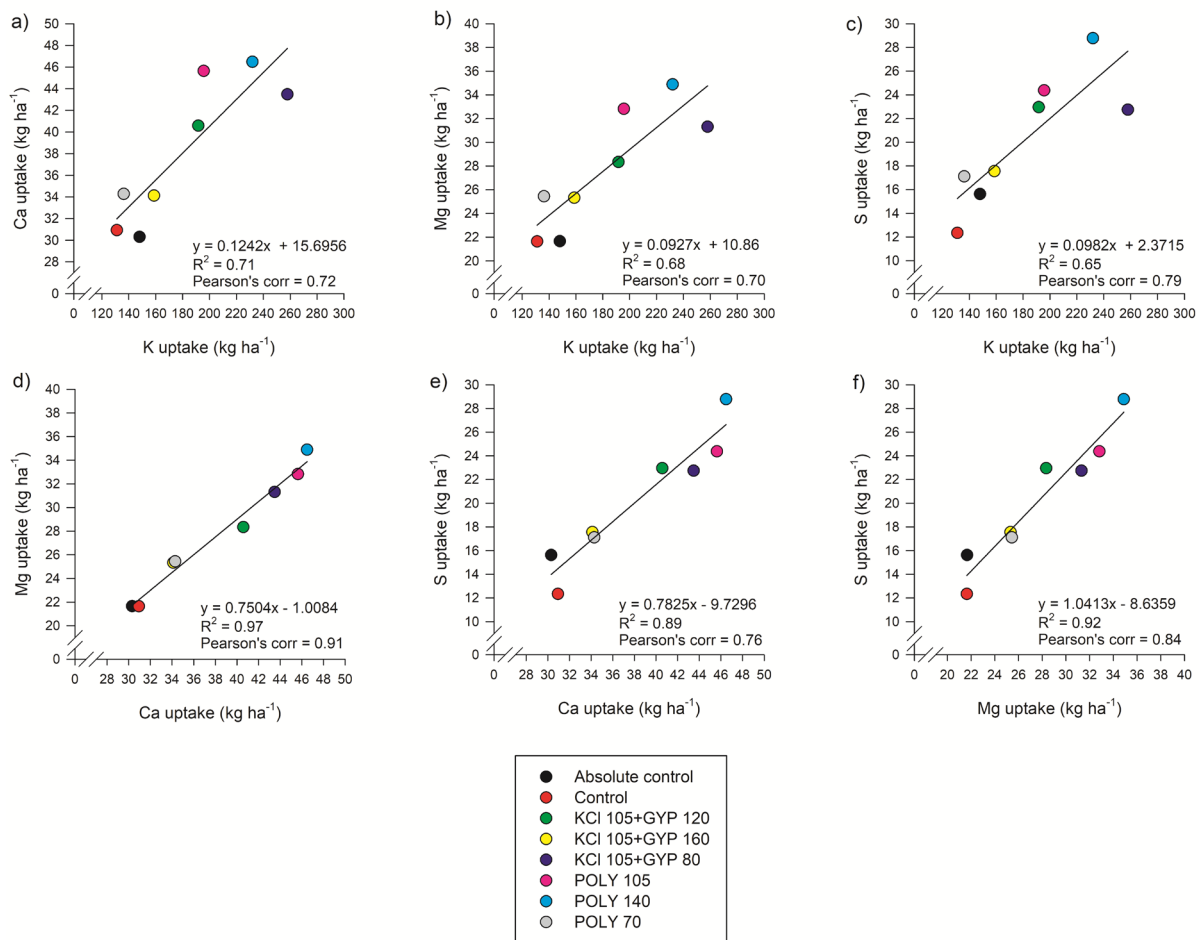 a)
50
48
46
44
42
40
38
36
34
32
30
28
0
Ca uptake (kg ha⁻¹)
y = 0.1242x + 15.6956
R² = 0.71
Pearson's corr = 0.72
0 120 140 160 180 200 220 240 260 280 300
K uptake (kg ha⁻¹)
b)
40
38
36
34
32
30
28
26
24
22
20
0
Mg uptake (kg ha⁻¹)
y = 0.0927x + 10.86
R² = 0.68
Pearson's corr = 0.70
0 120 140 160 180 200 220 240 260 280 300
K uptake (kg ha⁻¹)
c)
30
28
26
24
22
20
18
16
14
12
10
0
S uptake (kg ha⁻¹)
y = 0.0982x + 2.3715
R² = 0.65
Pearson's corr = 0.79
0 120 140 160 180 200 220 240 260 280 300
K uptake (kg ha⁻¹)
d)
40
38
36
34
32
30
28
26
24
22
20
0
Mg uptake (kg ha⁻¹)
y = 0.7504x - 1.0084
R² = 0.97
Pearson's corr = 0.91
0 28 30 32 34 36 38 40 42 44 46 48 50
Ca uptake (kg ha⁻¹)
e)
30
28
26
24
22
20
18
16
14
12
10
0
S uptake (kg ha⁻¹)
y = 0.7825x - 9.7296
R² = 0.89
Pearson's corr = 0.76
0 28 30 32 34 36 38 40 42 44 46 48 50
Ca uptake (kg ha⁻¹)
f)
30
28
26
24
22
20
18
16
14
12
10
0
S uptake (kg ha⁻¹)
y = 1.0413x - 8.6359
R² = 0.92
Pearson's corr = 0.84
0 20 22 24 26 28 30 32 34 36 38 40
Mg uptake (kg ha⁻¹)
Absolute control
Control
KCl 105+GYP 120
KCl 105+GYP 160
KCl 105+GYP 80
POLY 105
POLY 140
POLY 70